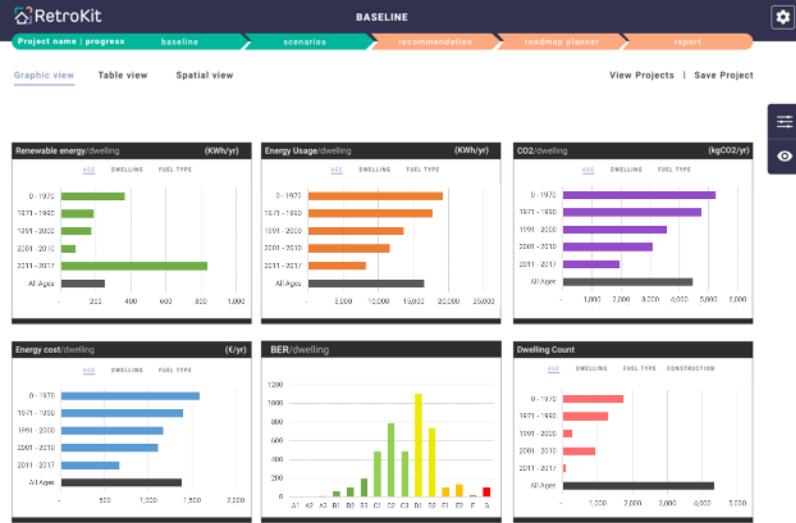 RetroKit
BASELINE
Project name | progress baseline scenarios recommendation roadmap planner report
Graphic view Table view Spatial view View Projects | Save Project
Renewable energy/dwelling (KWh/yr)
AGE DWELLING FUEL TYPE
0-1970
1971-1990
1991-2000
2001-2010
2011-2017
All Ages
- 200 400 600 800 1,000
Energy Usage/dwelling (KWh/yr)
AGE DWELLING FUEL TYPE
0-1970
1971-1990
1991-2000
2001-2010
2011-2017
All Ages
- 5,000 10,000 15,000 20,000 25,000
CO2/dwelling (kgCO2/yr)
AGE DWELLING FUEL TYPE
0-1970
1971-1990
1991-2000
2001-2010
2011-2017
All Ages
- 1,000 2,000 3,000 4,000 5,000 6,000
Energy cost/dwelling (€/yr)
AGE DWELLING FUEL TYPE
0-1970
1971-1990
1991-2000
2001-2010
2011-2017
All Ages
- 500 1,000 1,500 2,000
BER/dwelling
1200
1000
800
600
400
200
0
A1 A2 A3 B1 B2 B3 C1 C2 C3 D1 D2 E1 E2 F G
Dwelling Count
AGE DWELLING FUEL TYPE CONSTRUCTION
0-1970
1971-1990
1991-2000
2001-2010
2011-2017
All Ages
- 1,000 2,000 3,000 4,000 5,000